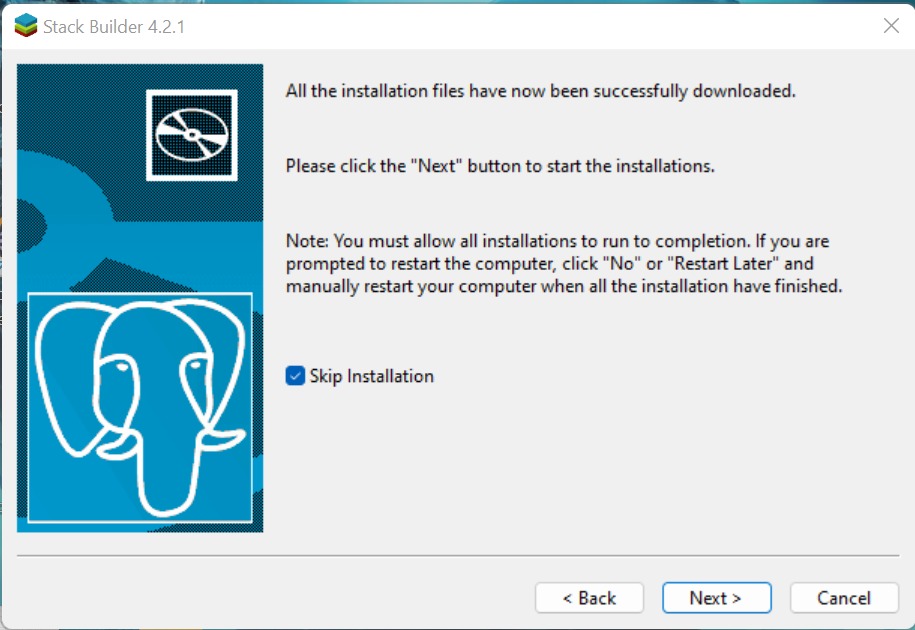 Stack Builder 4.2.1
All the installation files have now been successfully downloaded.
Please click the "Next" button to start the installations.
Note: You must allow all installations to run to completion. If you are
prompted to restart the computer, click "No" or "Restart Later" and
manually restart your computer when all the installation have finished.
Skip Installation
< Back
Next >
Cancel